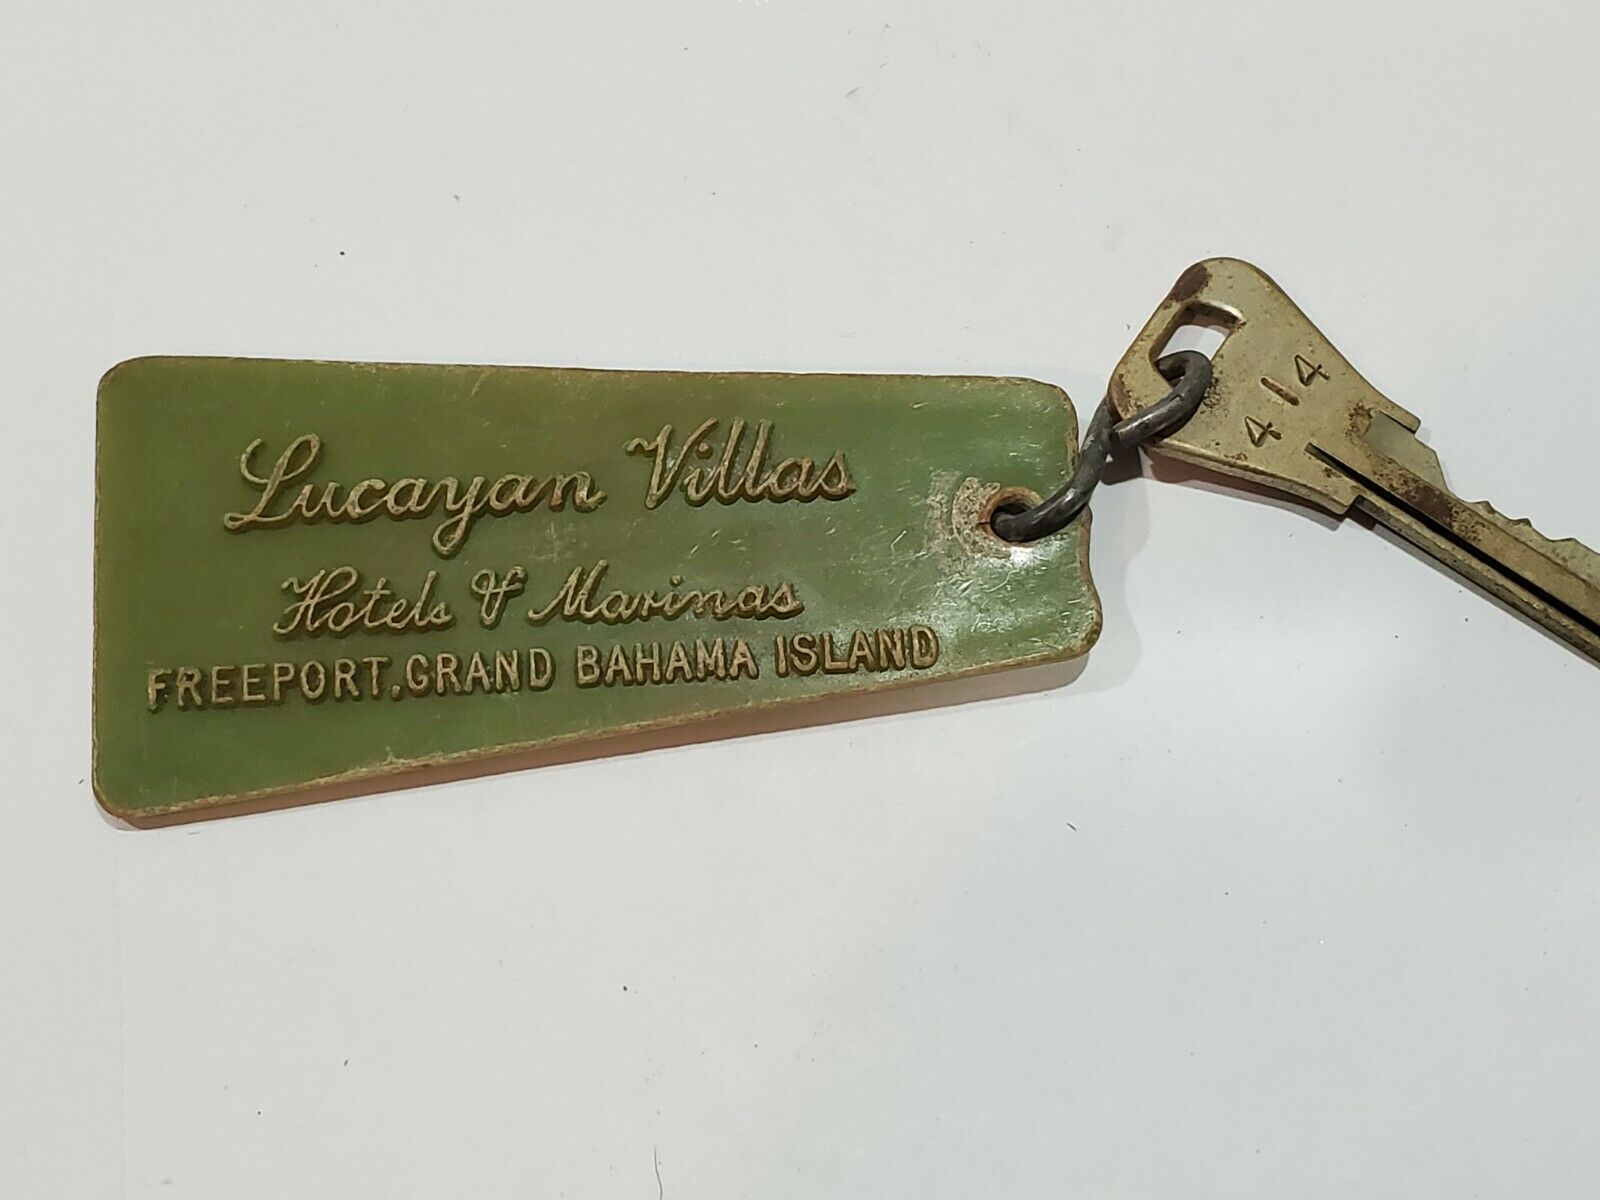 Lucayan Villas
Hotels & Marinas
FREEPORT, GRAND BAHAMA ISLAND
414